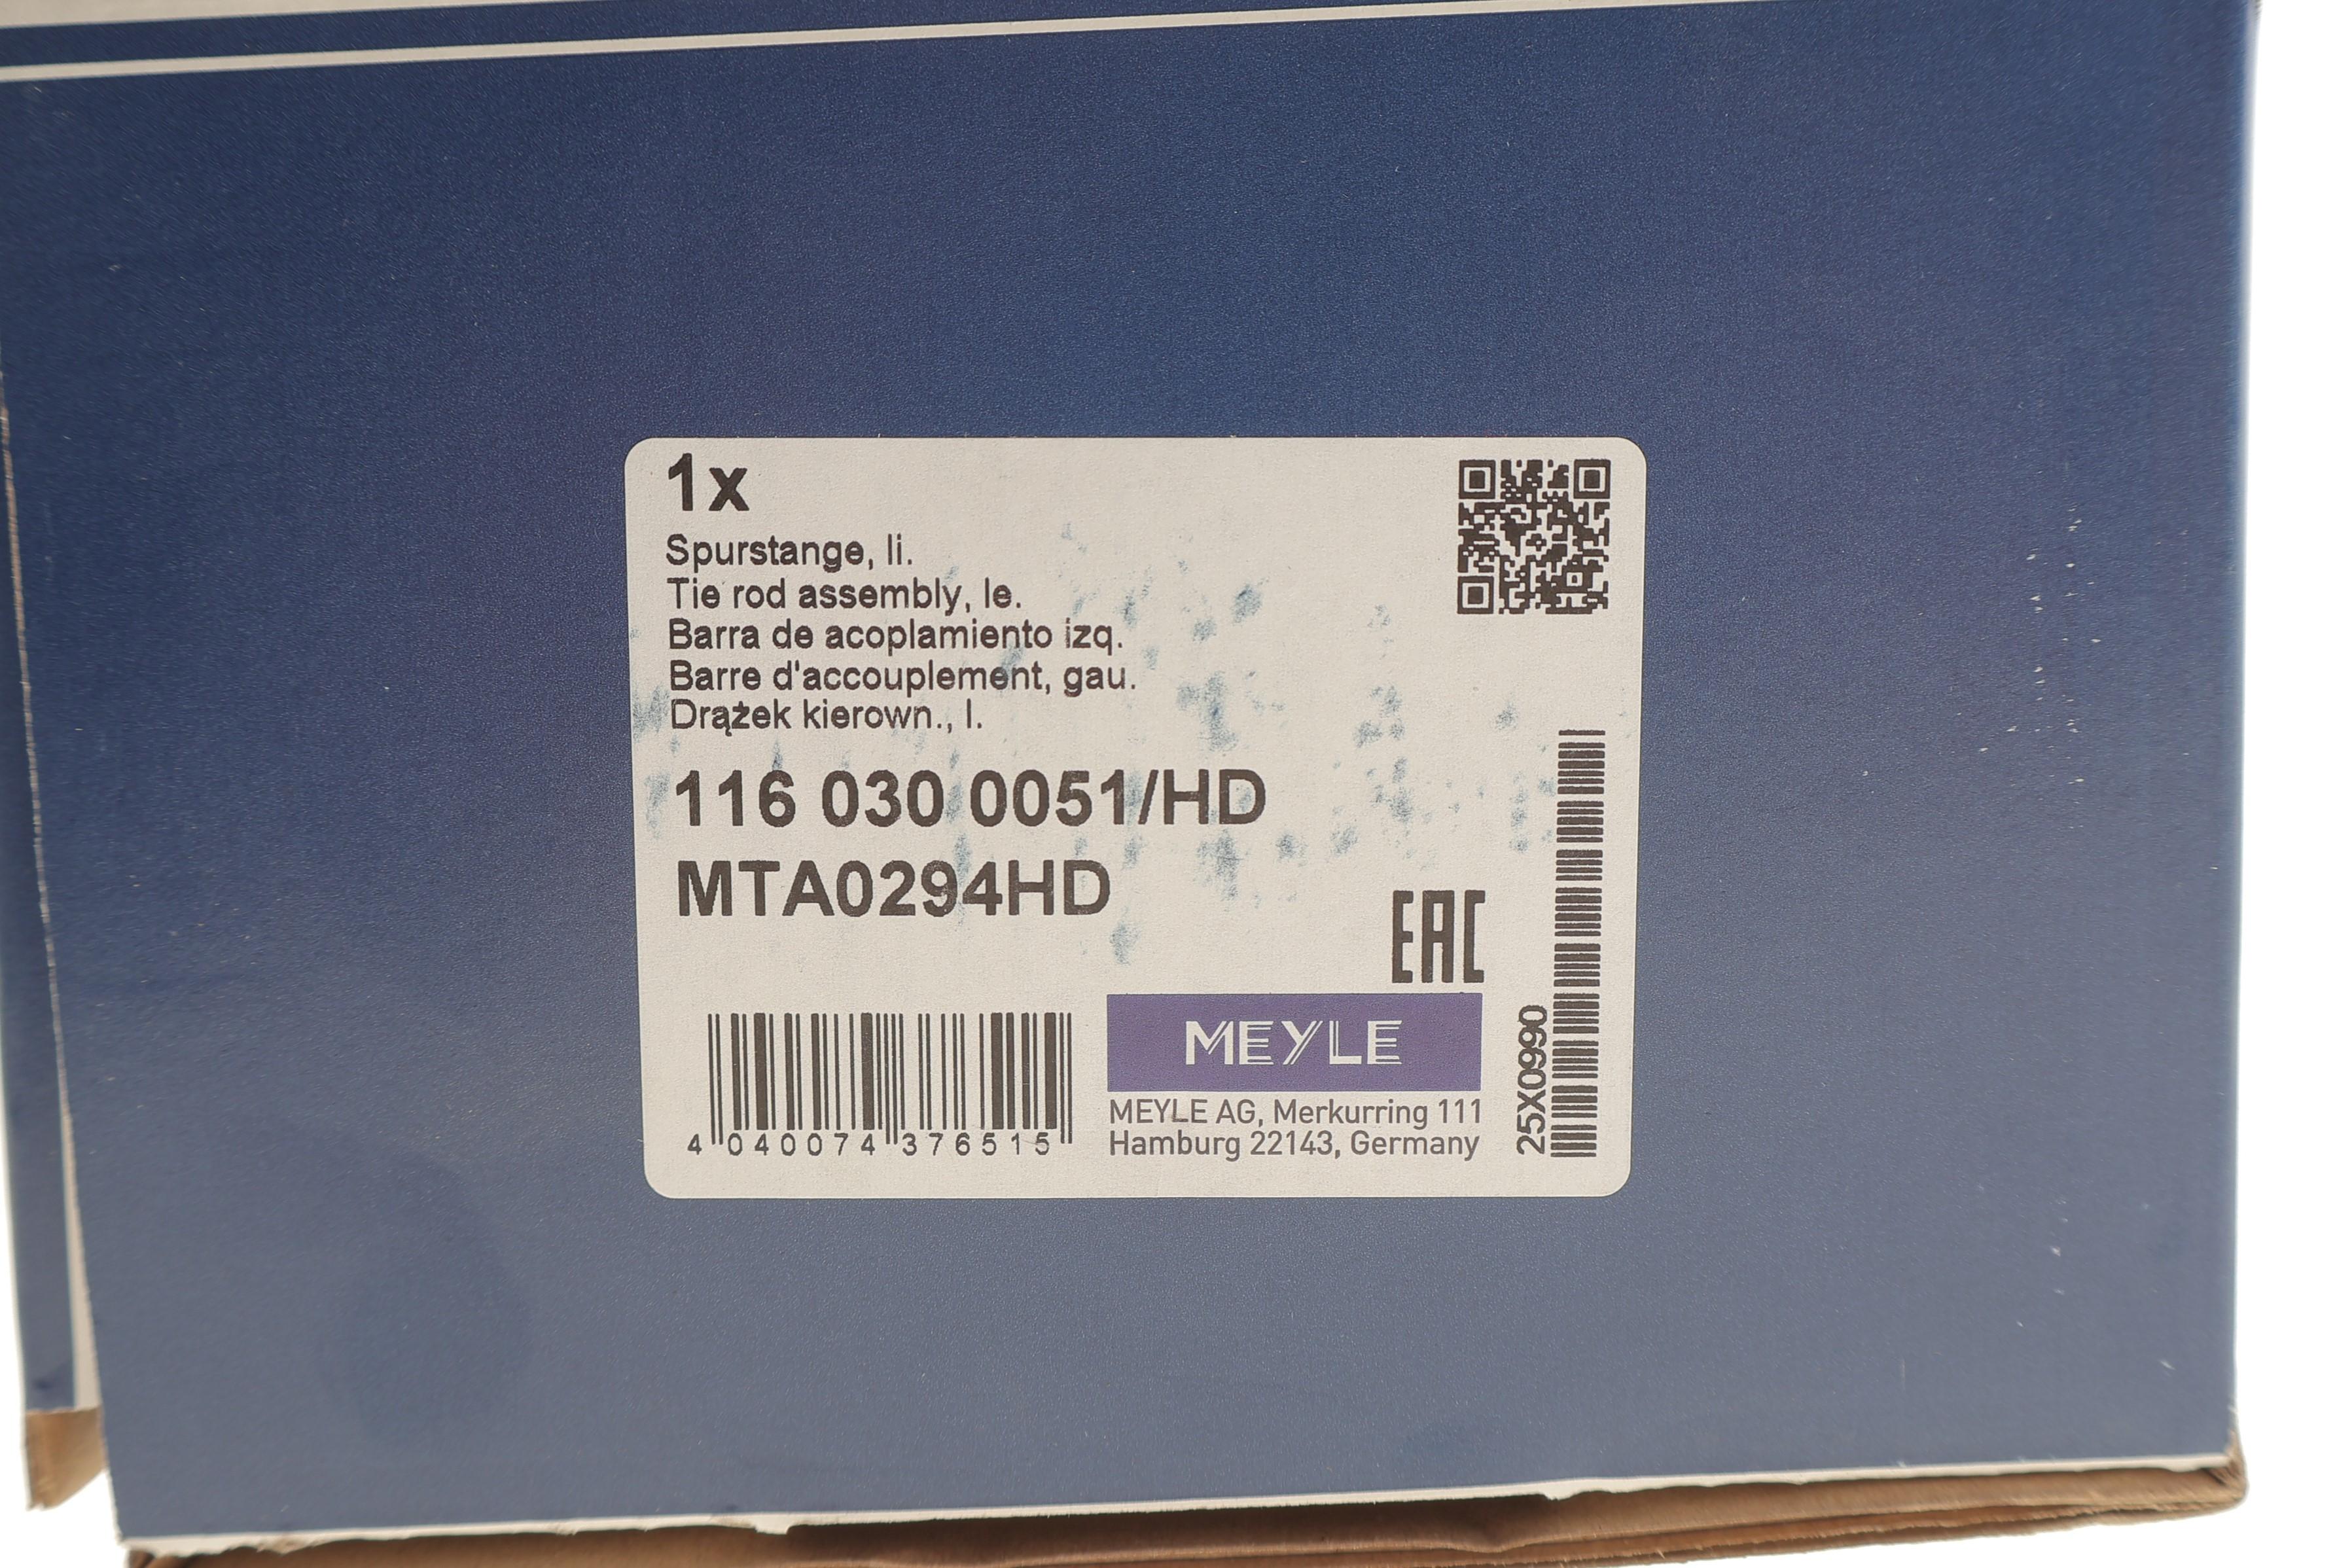 1x
Spurstange, li.
Tie rod assembly, le.
Barra de acoplamiento izq.
Barre d'accouplement, gau.
Drążek kierown., l.
116 030 0051/HD
MTA0294HD
EAC
4 040074 376515
MEYLE
MEYLE AG, Merkurring 111
Hamburg 22143, Germany
25X0990